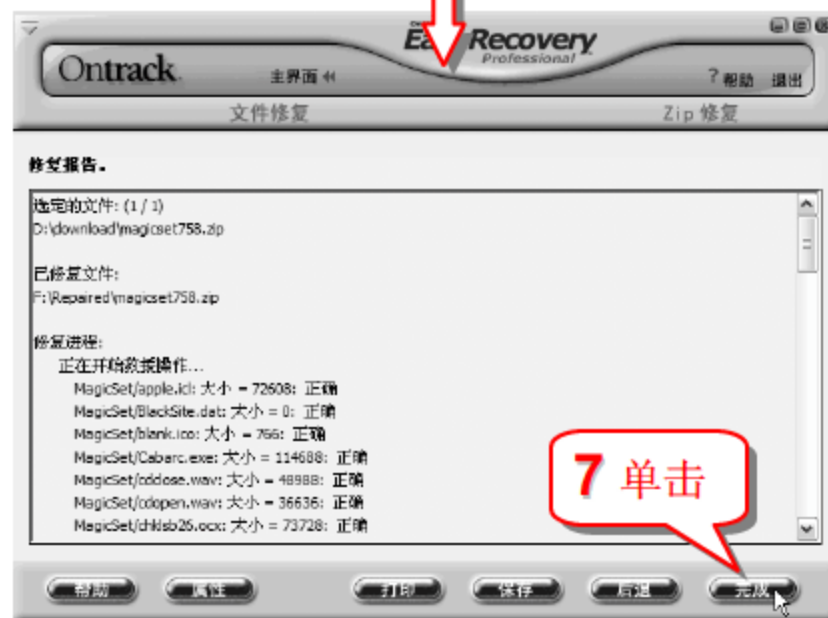 Ea Recovery
Professional
Ontrack
主界面
?帮助 退出
文件修复 Zip 修复
修复报告。
选定的文件: (1 / 1)
D:\download\magicset758.zip
已修复文件:
F:\Repaired\magicset758.zip
修复进程:
正在开始救援操作...
MagicSet/apple.icl: 大小 = 72608: 正确
MagicSet/BlackSite.dat: 大小 = 0: 正确
MagicSet/blank.ico: 大小 = 766: 正确
MagicSet/Cabarc.exe: 大小 = 114688: 正确
MagicSet/cdclose.wav: 大小 = 48988: 正确
MagicSet/cdopen.wav: 大小 = 36636: 正确
MagicSet/chklsb26.ocx: 大小 = 73728: 正确
7 单击
帮助 属性 打印 保存 后退 完成